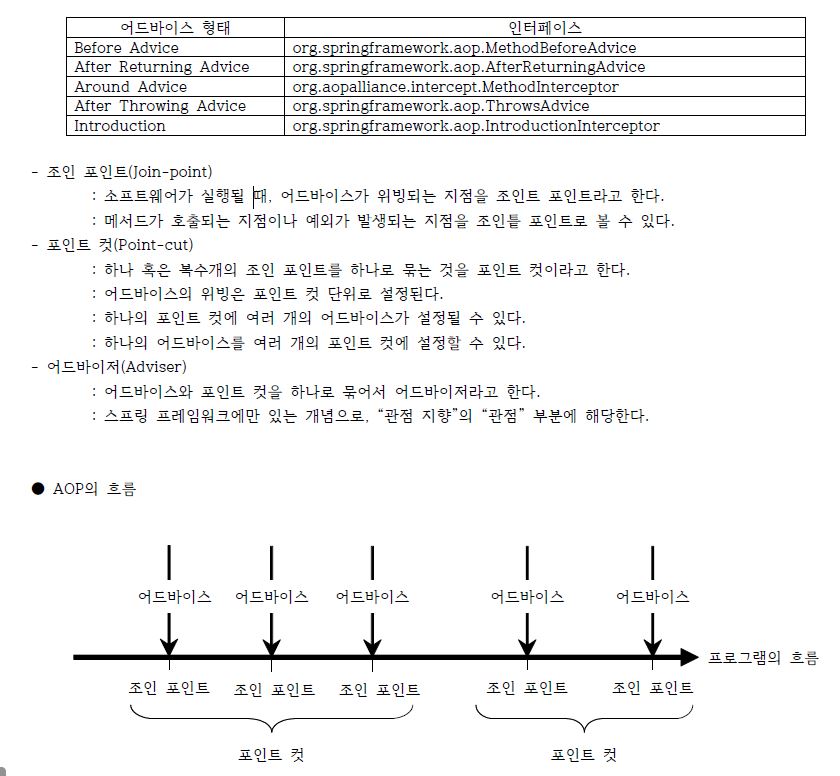 어드바이스 형태 인터페이스
Before Advice org.springframework.aop.MethodBeforeAdvice
After Returning Advice org.springframework.aop.AfterReturningAdvice
Around Advice org.aopalliance.intercept.MethodInterceptor
After Throwing Advice org.springframework.aop.ThrowsAdvice
Introduction org.springframework.aop.IntroductionInterceptor
- 조인 포인트(Join-point)
: 소프트웨어가 실행될 때, 어드바이스가 위빙되는 지점을 조인트 포인트라고 한다.
: 메서드가 호출되는 지점이나 예외가 발생되는 지점을 조인틑 포인트로 볼 수 있다.
- 포인트 컷(Point-cut)
: 하나 혹은 복수개의 조인 포인트를 하나로 묶는 것을 포인트 컷이라고 한다.
: 어드바이스의 위빙은 포인트 컷 단위로 설정된다.
: 하나의 포인트 컷에 여러 개의 어드바이스가 설정될 수 있다.
: 하나의 어드바이스를 여러 개의 포인트 컷에 설정할 수 있다.
- 어드바이저(Adviser)
: 어드바이스와 포인트 컷을 하나로 묶어서 어드바이저라고 한다.
: 스프링 프레임워크에만 있는 개념으로, “관점 지향”의 “관점” 부분에 해당한다.
● AOP의 흐름
어드바이스 어드바이스 어드바이스 어드바이스 어드바이스
프로그램의 흐름
조인 포인트 조인 포인트 조인 포인트 조인 포인트 조인 포인트
포인트 컷 포인트 컷